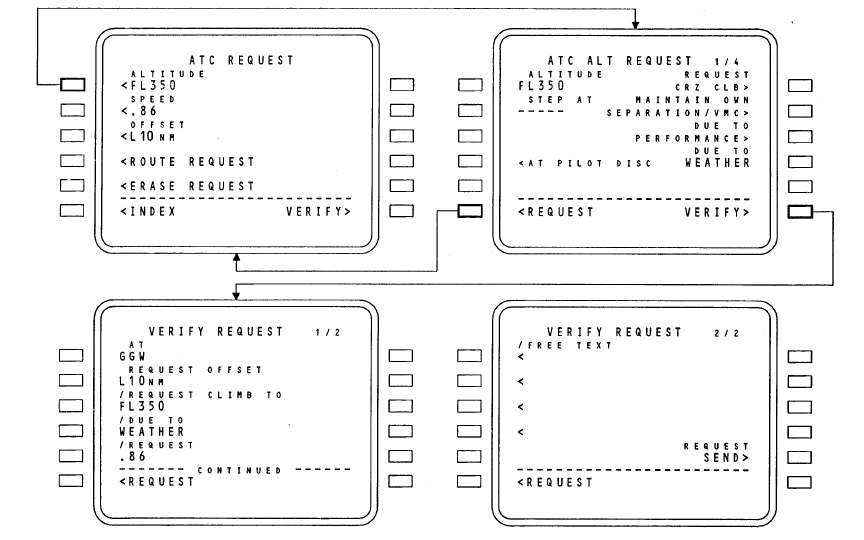 ATC REQUEST
ALTITUDE
<FL350
SPEED
<.86
OFFSET
<L10NM
<ROUTE REQUEST
<ERASE REQUEST
----------------------------
<INDEX VERIFY>
ATC ALT REQUEST 1/4
ALTITUDE REQUEST
FL350 CRZ CLB>
STEP AT MAINTAIN OWN
----- SEPARATION/VMC>
DUE TO
PERFORMANCE>
DUE TO
<AT PILOT DISC WEATHER
----------------------------
<REQUEST VERIFY>
VERIFY REQUEST 1/2
AT
GGW
REQUEST OFFSET
L10NM
/REQUEST CLIMB TO
FL350
/DUE TO
WEATHER
/REQUEST
.86
------- CONTINUED ------
<REQUEST
VERIFY REQUEST 2/2
/FREE TEXT
<
<
<
<
REQUEST
SEND>
----------------------------
<REQUEST